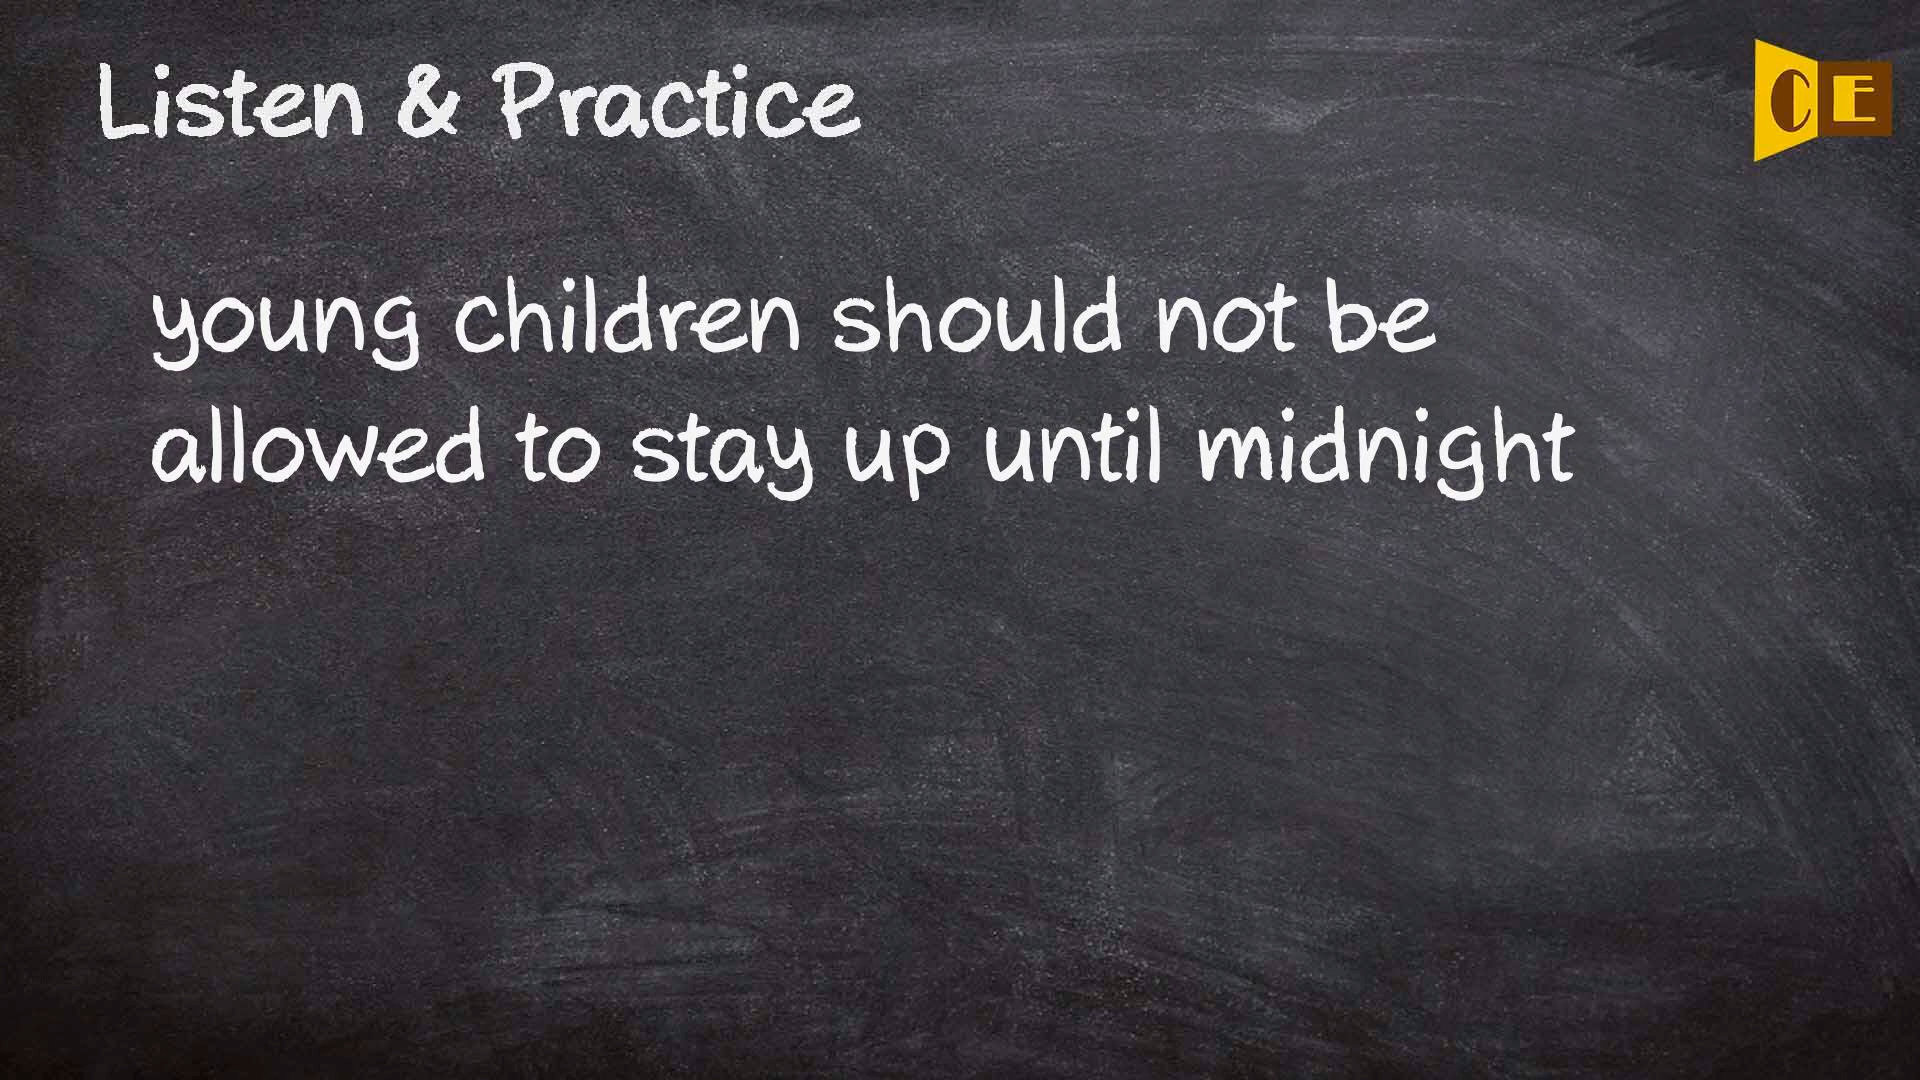 Listen & Practice
CE
young children should not be
allowed to stay up until midnight